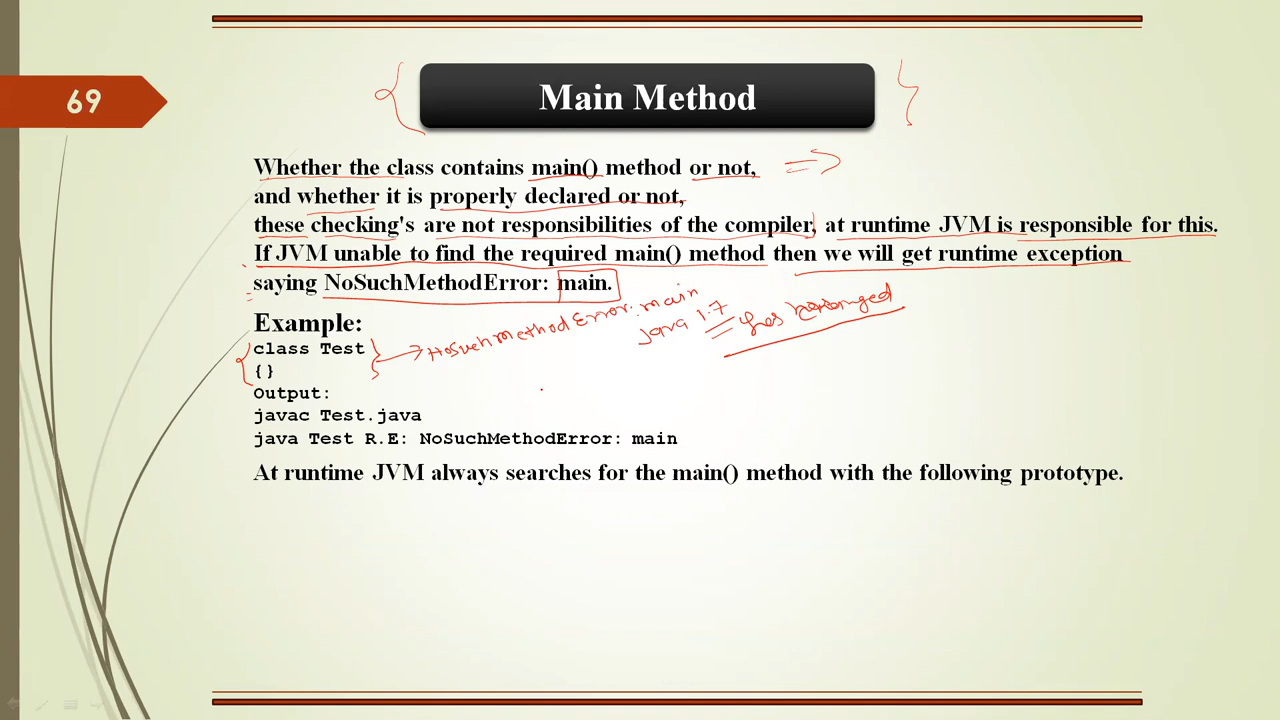 69
Main Method
Whether the class contains main() method or not,
and whether it is properly declared or not,
these checking's are not responsibilities of the compiler, at runtime JVM is responsible for this.
If JVM unable to find the required main() method then we will get runtime exception
saying NoSuchMethodError: main.
Example:
NosuchmethodError:main
Java 1.7
class Test
{}
Output:
javac Test.java
java Test R.E: NoSuchMethodError: main
At runtime JVM always searches for the main() method with the following prototype.